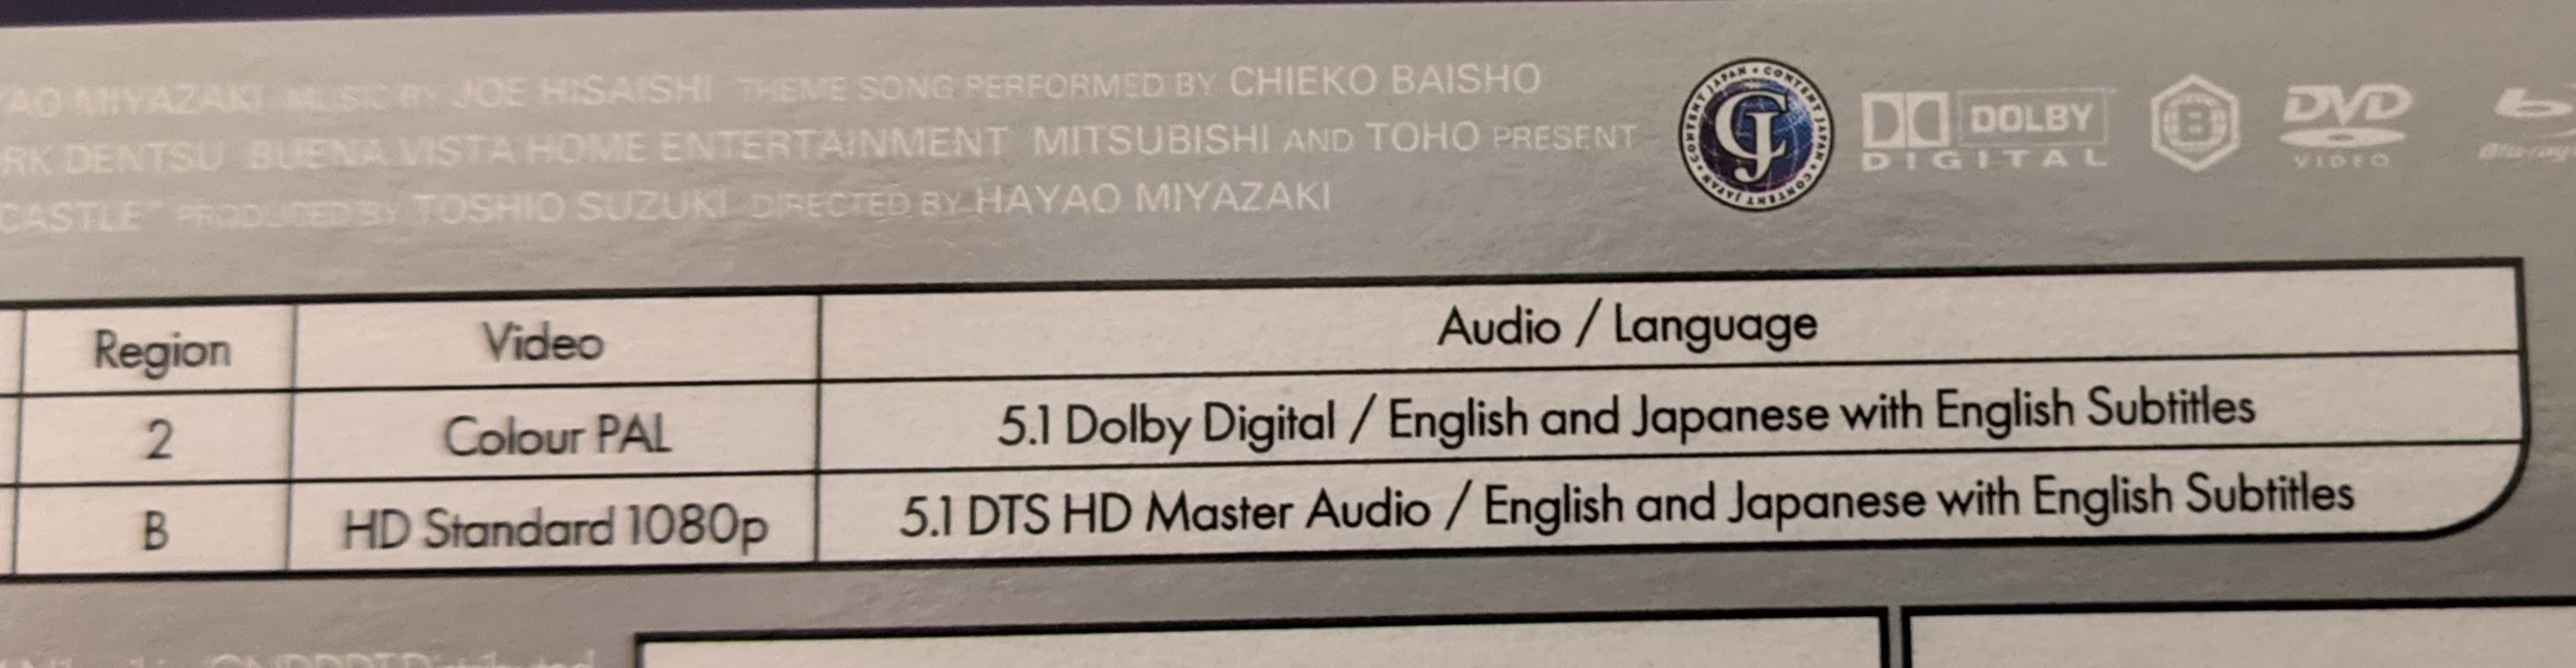 YAO MIYAZAKI MUSIC BY JOE HISAISHI THEME SONG PERFORMED BY CHIEKO BAISHO
RK DENTSU BUENA VISTA HOME ENTERTAINMENT MITSUBISHI AND TOHO PRESENT
CASTLE" PRODUCED BY TOSHIO SUZUKI DIRECTED BY HAYAO MIYAZAKI
CONTENT JAPAN • CONTENT JAPAN • CONTENT JAPAN
CJ
DOLBY
DIGITAL
B
DVD
VIDEO
Blu-ray
Region Video Audio / Language
2 Colour PAL 5.1 Dolby Digital / English and Japanese with English Subtitles
B HD Standard 1080p 5.1 DTS HD Master Audio / English and Japanese with English Subtitles